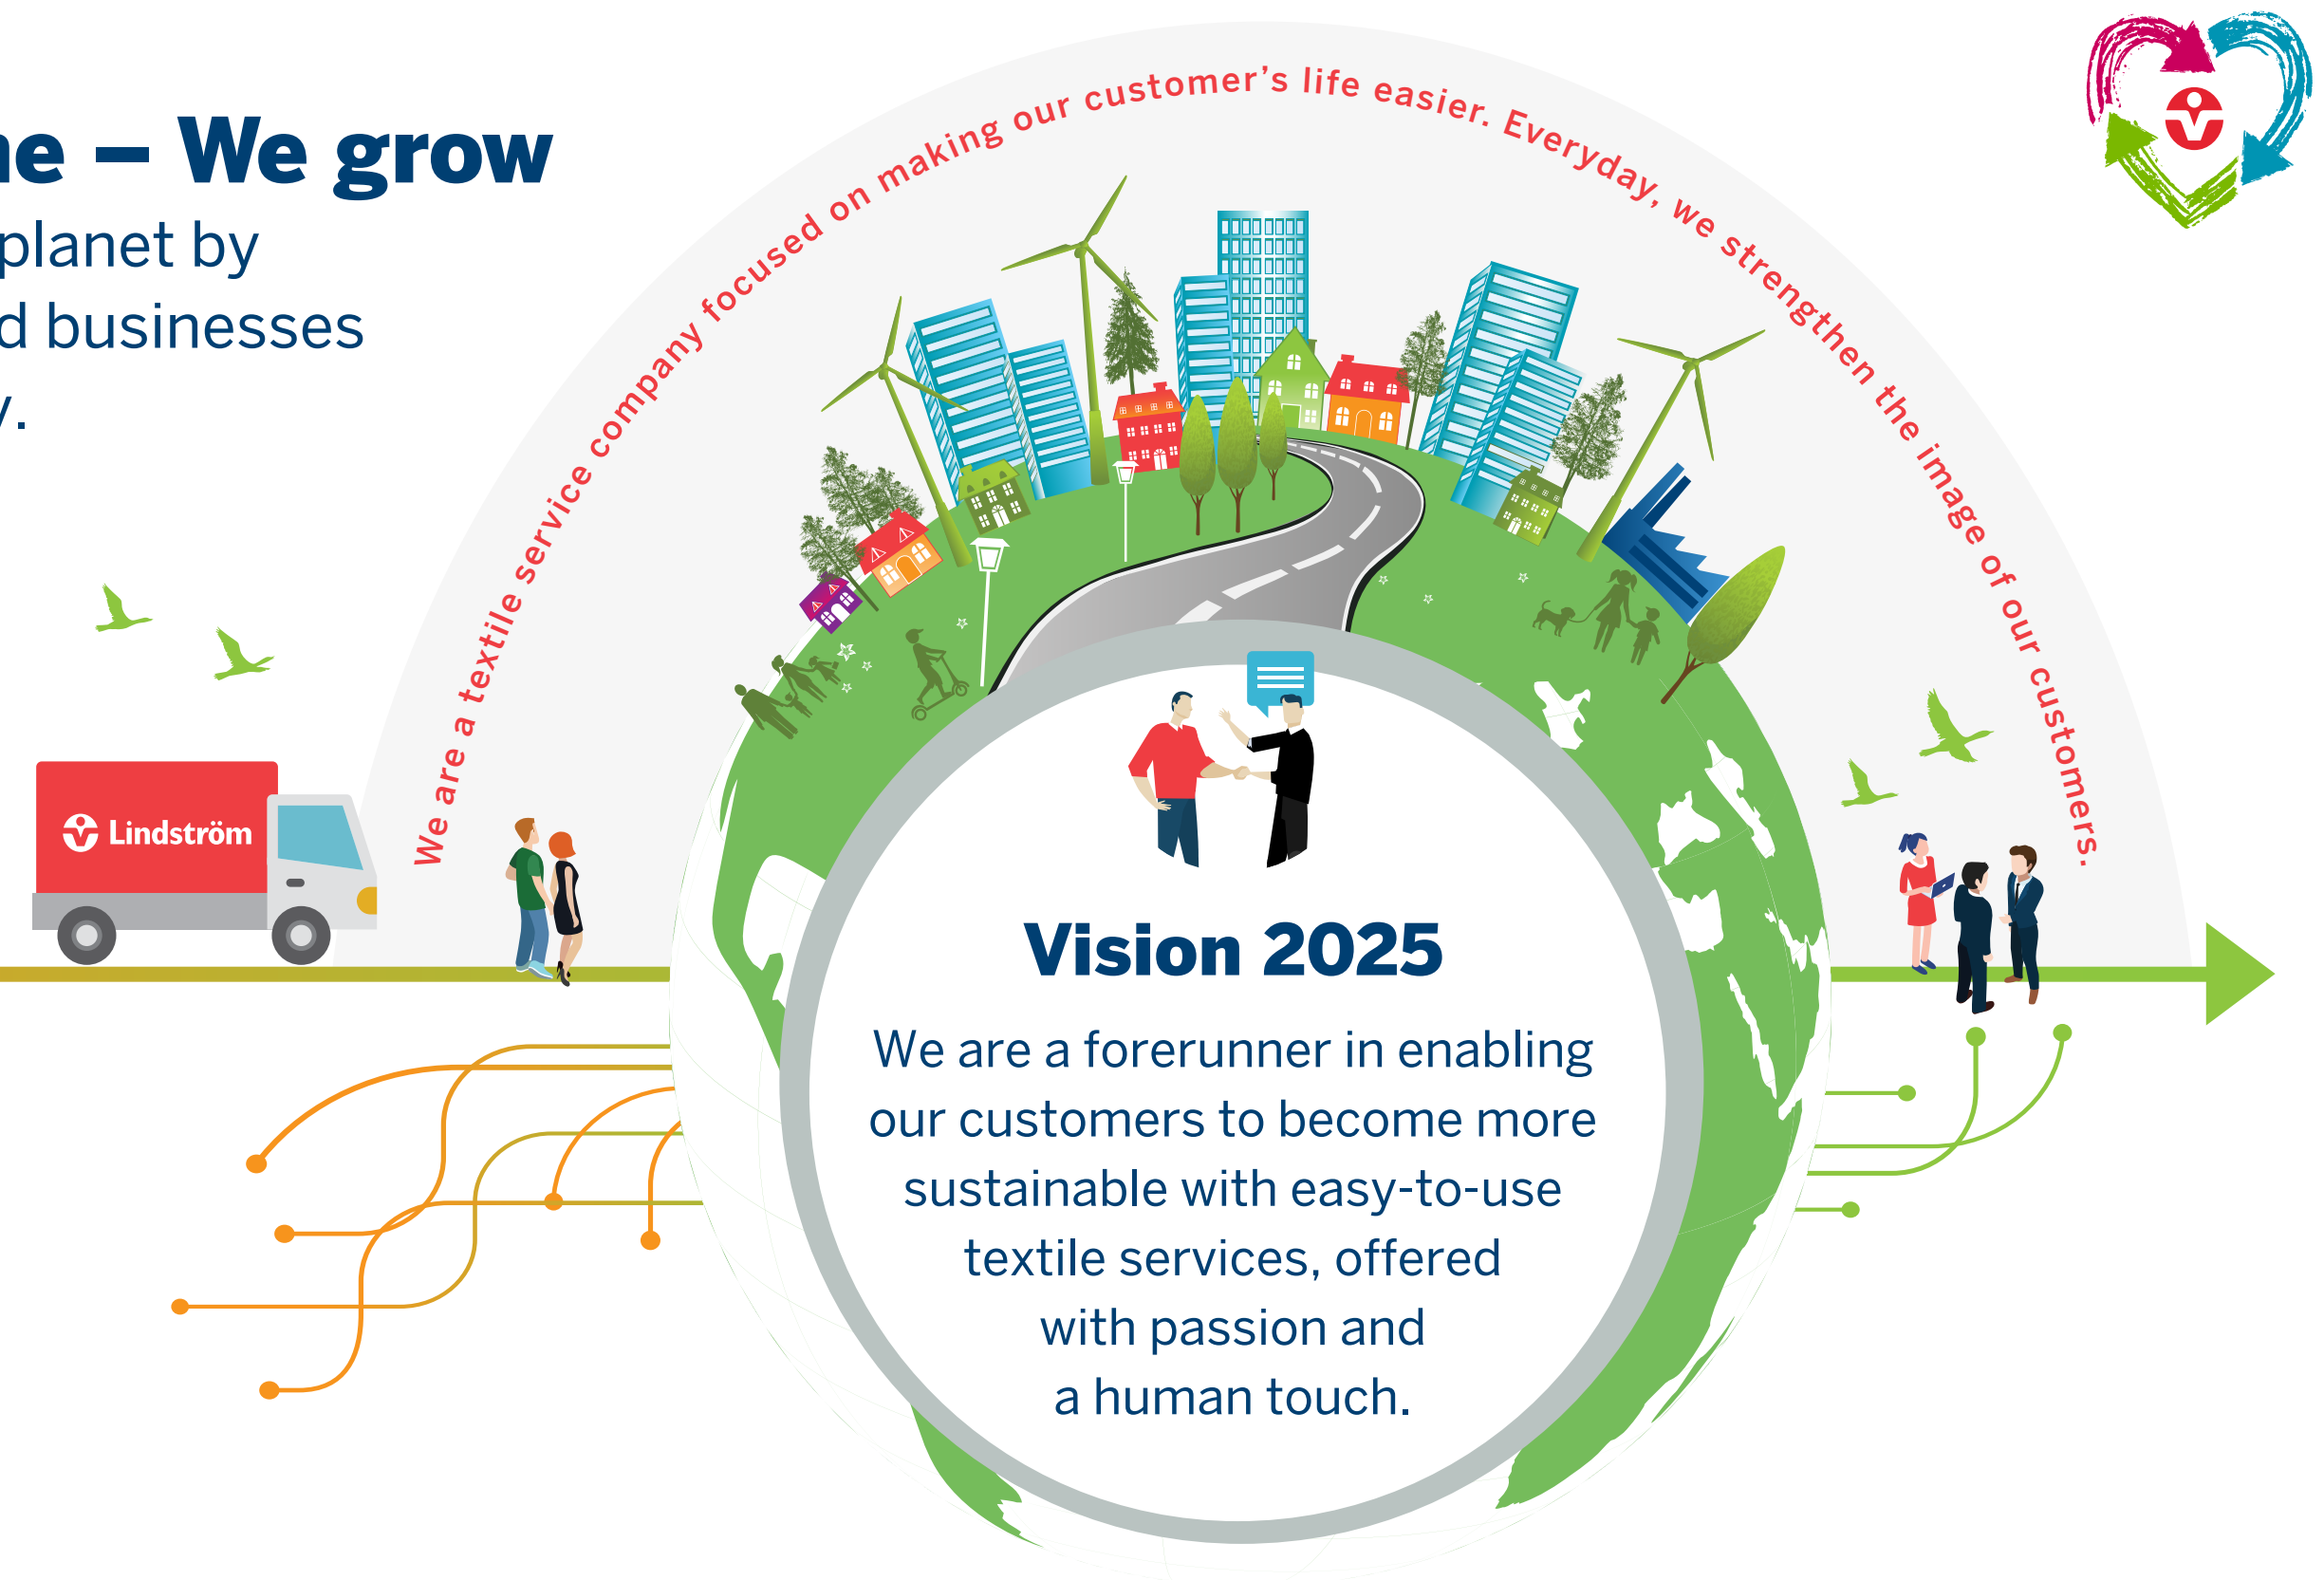 ne – We grow
planet by
d businesses
y.
We are a textile service company focused on making our customer’s life easier. Everyday, we strengthen the image of our customers.
Lindström
Vision 2025
We are a forerunner in enabling
our customers to become more
sustainable with easy-to-use
textile services, offered
with passion and
a human touch.